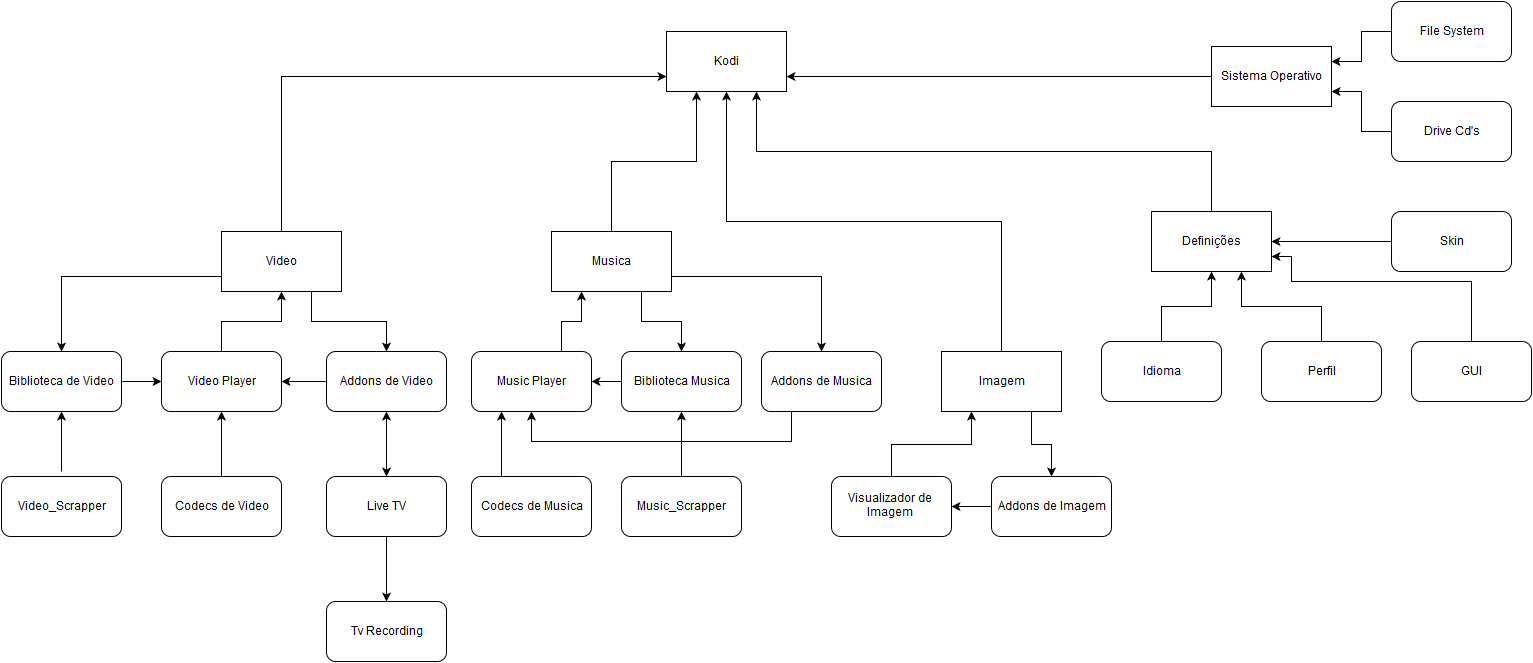 File System
Kodi
Sistema Operativo
Drive Cd's
Definições
Skin
Video
Musica
Idioma
Perfil
GUI
Biblioteca de Video
Video Player
Addons de Video
Music Player
Biblioteca Musica
Addons de Musica
Imagem
Video_Scrapper
Codecs de Video
Live TV
Codecs de Musica
Music_Scrapper
Visualizador de
Imagem
Addons de Imagem
Tv Recording